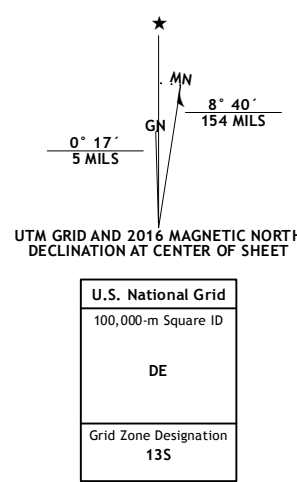 ★
MN
8° 40´
154 MILS
GN
0° 17´
5 MILS
UTM GRID AND 2016 MAGNETIC NORTH
DECLINATION AT CENTER OF SHEET
U.S. National Grid
100,000-m Square ID
DE
Grid Zone Designation
13S